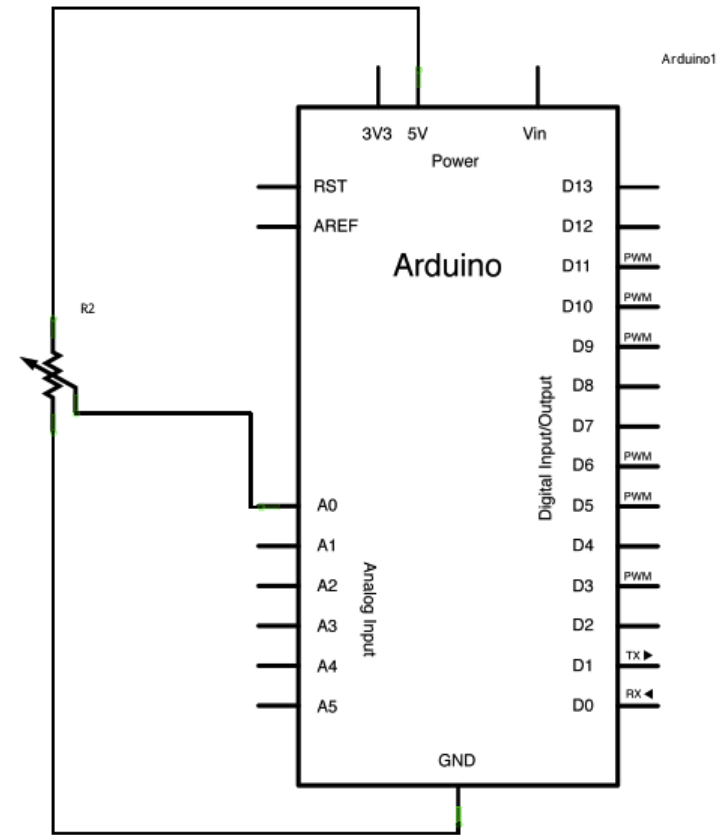 Arduino1
3V3 5V Vin
Power
RST
AREF
Arduino
D13
D12
D11 PWM
D10 PWM
D9 PWM
D8
D7
D6 PWM
D5 PWM
D4
D3 PWM
D2
D1 TX ▶
D0 RX ◀
Digital Input/Output
R2
A0
A1
A2
A3
A4
A5
Analog Input
GND